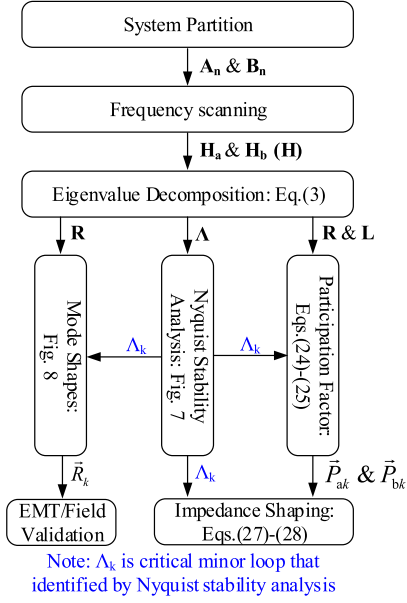 System Partition
Aₙ & Bₙ
Frequency scanning
Hₐ & H_b (H)
Eigenvalue Decomposition: Eq.(3)
R
Λ
R & L
Mode Shapes:
Fig. 8
Λₖ
Nyquist Stability
Analysis: Fig. 7
Λₖ
Participation Factor:
Eqs.(24)-(25)
R⃗ₖ
Λₖ
P⃗ₐₖ & P⃗_bk
EMT/Field
Validation
Impedance Shaping:
Eqs.(27)-(28)
Note: Λₖ is critical minor loop that
identified by Nyquist stability analysis